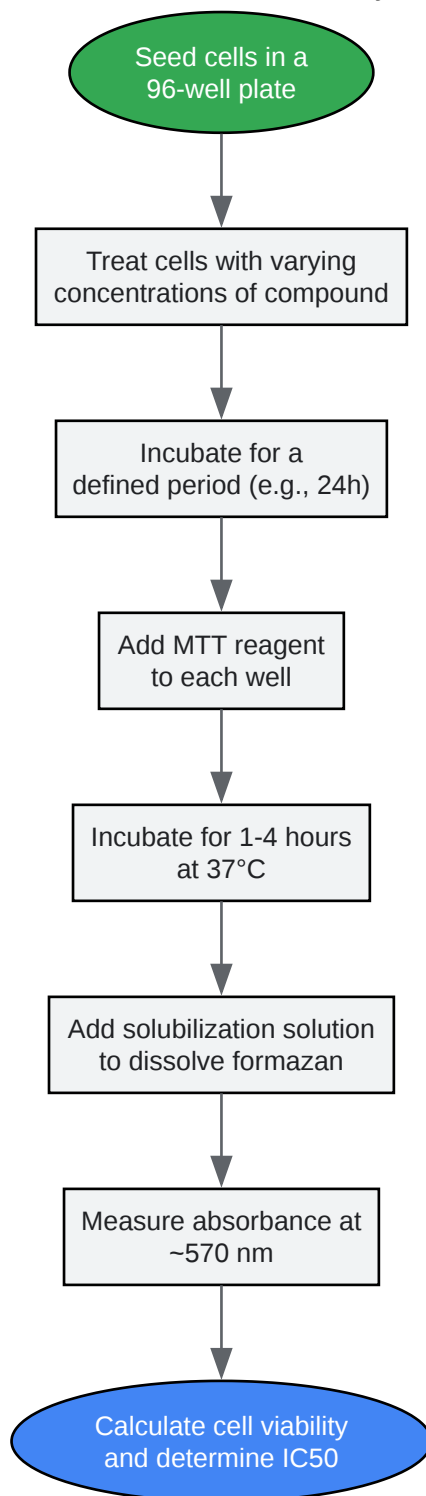 Seed cells in a
96-well plate
Treat cells with varying
concentrations of compound
Incubate for a
defined period (e.g., 24h)
Add MTT reagent
to each well
Incubate for 1-4 hours
at 37°C
Add solubilization solution
to dissolve formazan
Measure absorbance at
~570 nm
Calculate cell viability
and determine IC50